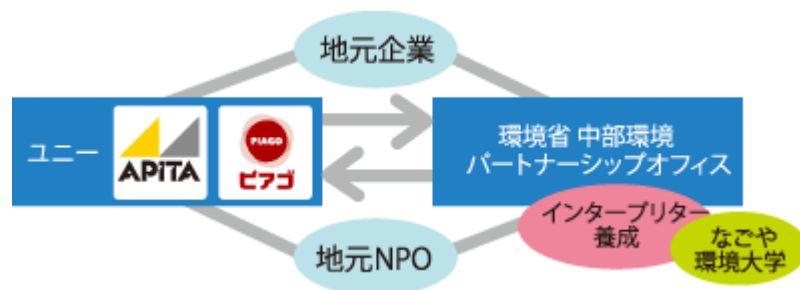 地元企業
ユニー
APiTA
PIAGO
ピアゴ
環境省 中部環境
パートナーシップオフィス
インタープリター
養成
なごや
環境大学
地元NPO